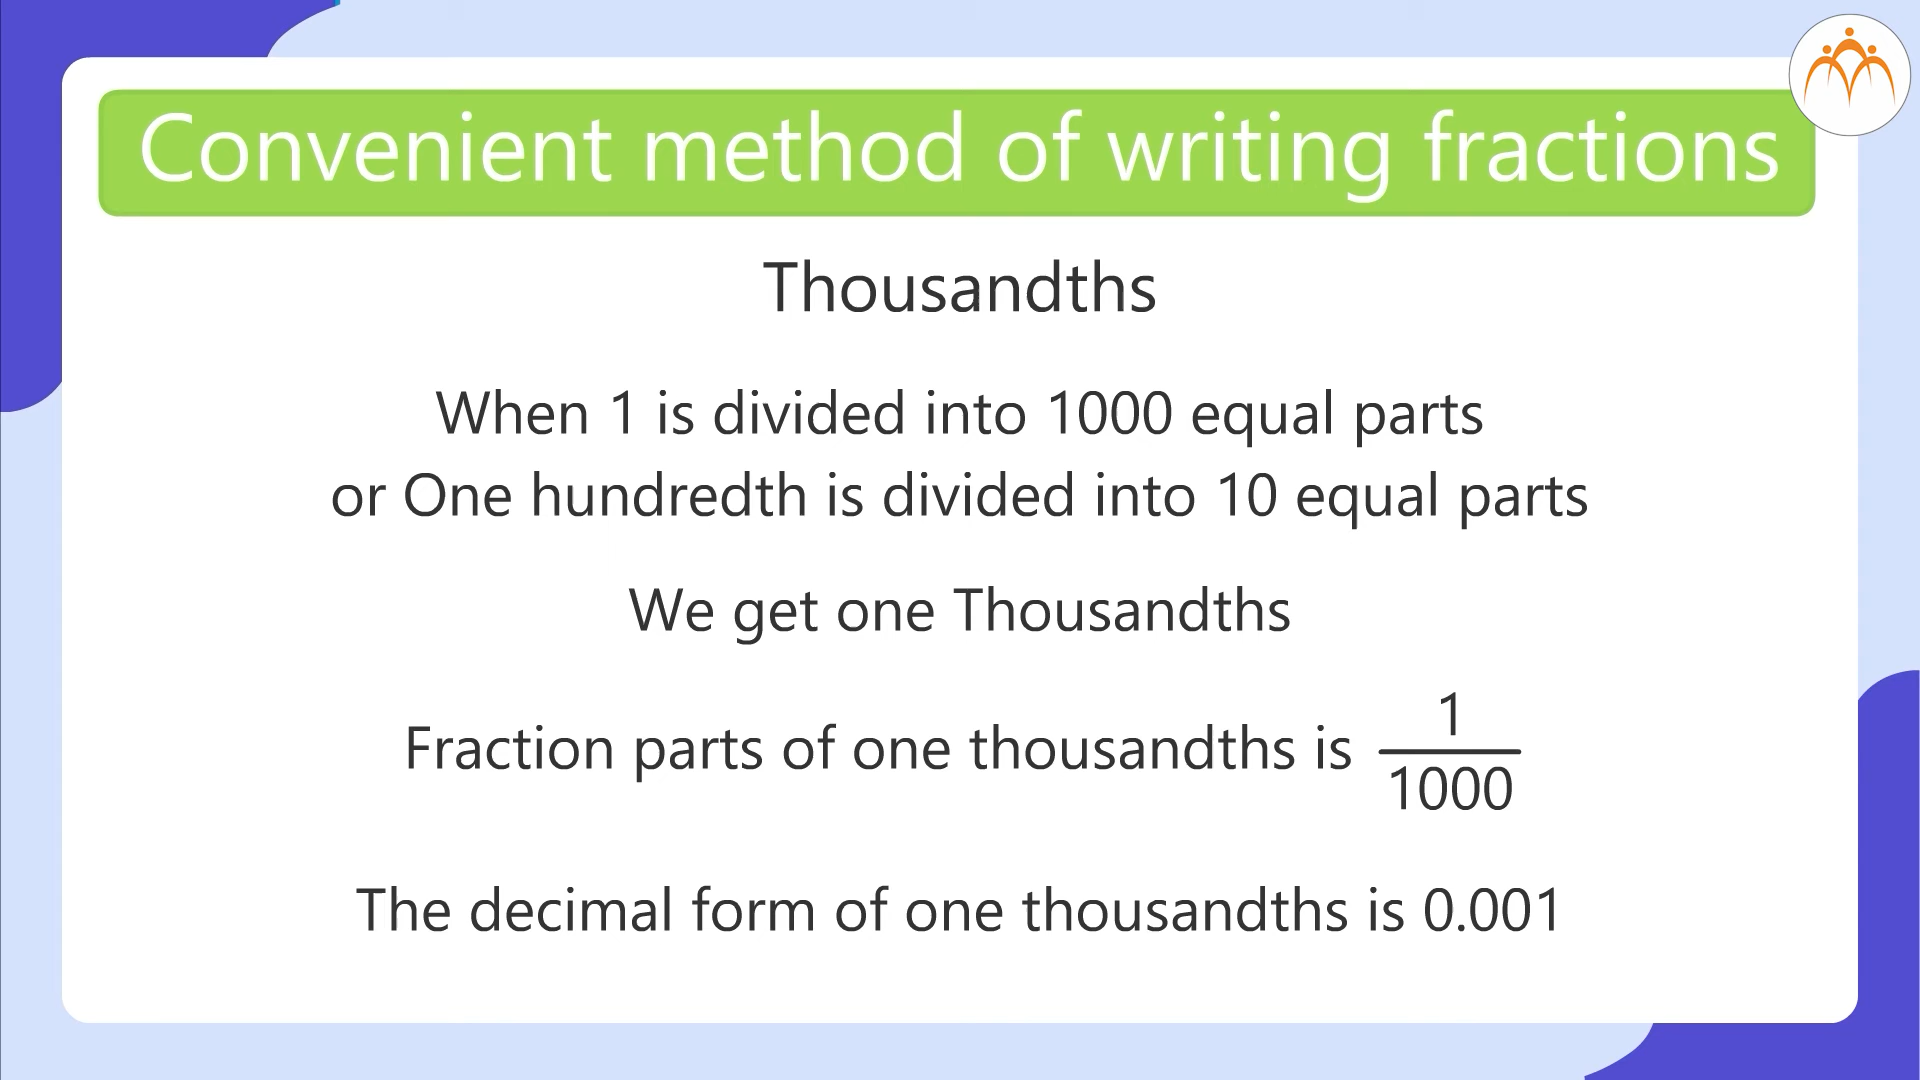 Convenient method of writing fractions
Thousandths
When 1 is divided into 1000 equal parts
or One hundredth is divided into 10 equal parts
We get one Thousandths
Fraction parts of one thousandths is 1/1000
The decimal form of one thousandths is 0.001